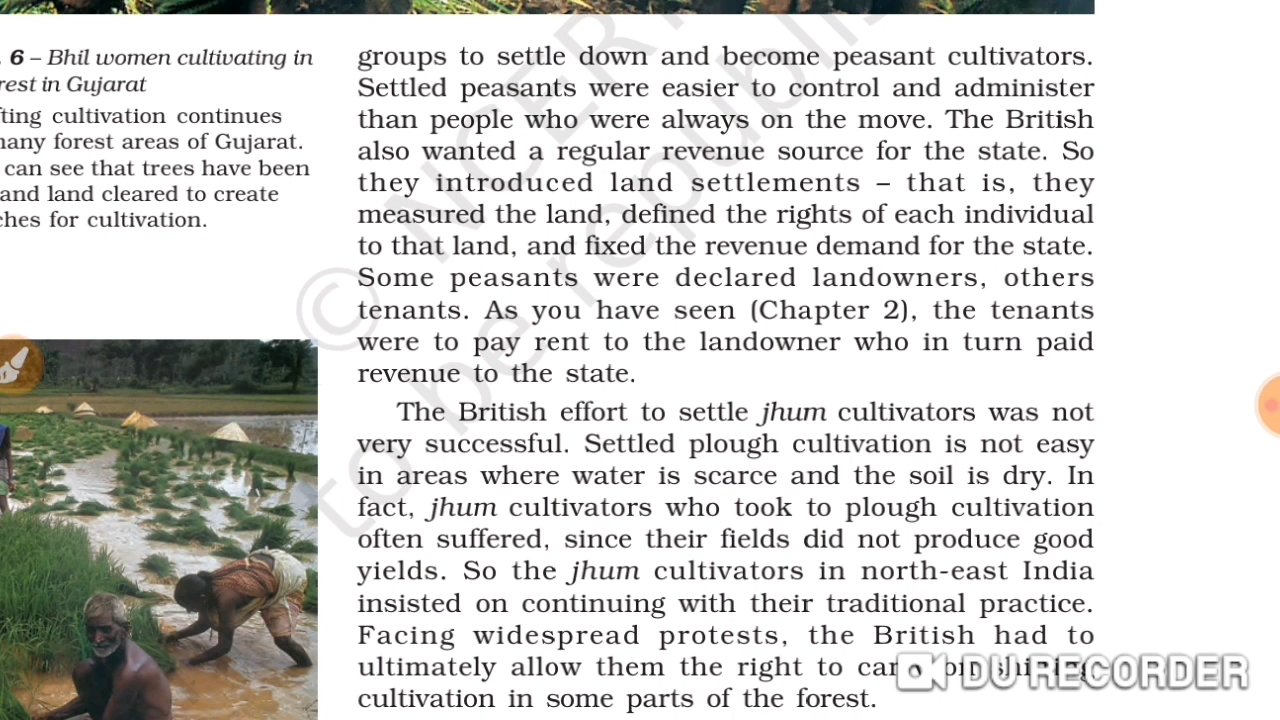 6 – Bhil women cultivating in
rest in Gujarat
fting cultivation continues
many forest areas of Gujarat.
can see that trees have been
and land cleared to create
ches for cultivation.
groups to settle down and become peasant cultivators.
Settled peasants were easier to control and administer
than people who were always on the move. The British
also wanted a regular revenue source for the state. So
they introduced land settlements – that is, they
measured the land, defined the rights of each individual
to that land, and fixed the revenue demand for the state.
Some peasants were declared landowners, others
tenants. As you have seen (Chapter 2), the tenants
were to pay rent to the landowner who in turn paid
revenue to the state.
The British effort to settle jhum cultivators was not
very successful. Settled plough cultivation is not easy
in areas where water is scarce and the soil is dry. In
fact, jhum cultivators who took to plough cultivation
often suffered, since their fields did not produce good
yields. So the jhum cultivators in north-east India
insisted on continuing with their traditional practice.
Facing widespread protests, the British had to
ultimately allow them the right to carry on shifting
cultivation in some parts of the forest.
© NCERT
to be republis
DU RECORDER